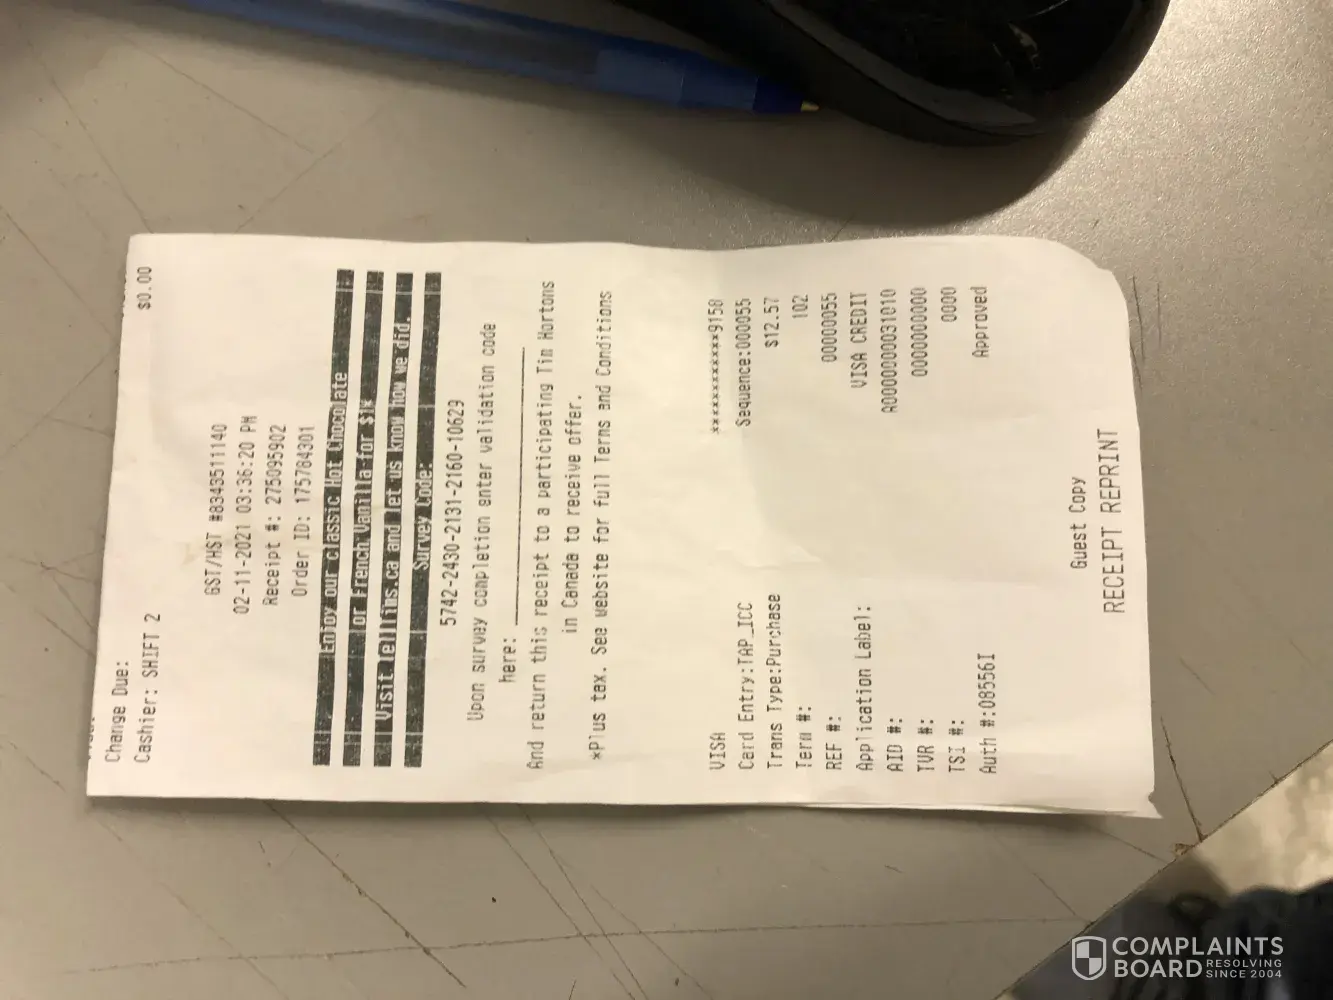 Change Due: $0.00
Cashier: SHIFT 2
GST/HST #834351140
02-11-2021 03:36:20 PM
Receipt #: 275095902
Order ID: 175784301
Enjoy our classic Hot Chocolate
or French Vanilla for $1*
Visit Tellims.ca and let us know how we did.
Survey Code:
5742-2430-2131-2160-10629
Upon survey completion enter validation code
here:
And return this receipt to a participating Tim Hortons
in Canada to receive offer.
*Plus tax. See website for full Terms and Conditions
VISA ************9158
Card Entry:TAP_ICC Sequence:000055
Trans Type:Purchase $12.57
Term #: 102
REF #: 00000055
Application Label: VISA CREDIT
AID #: A0000000031010
TVR #: 0000000000
TSI #: 0000
Auth #:08556I Approved
Guest Copy
RECEIPT REPRINT
COMPLAINTS
BOARD RESOLVING
SINCE 2004